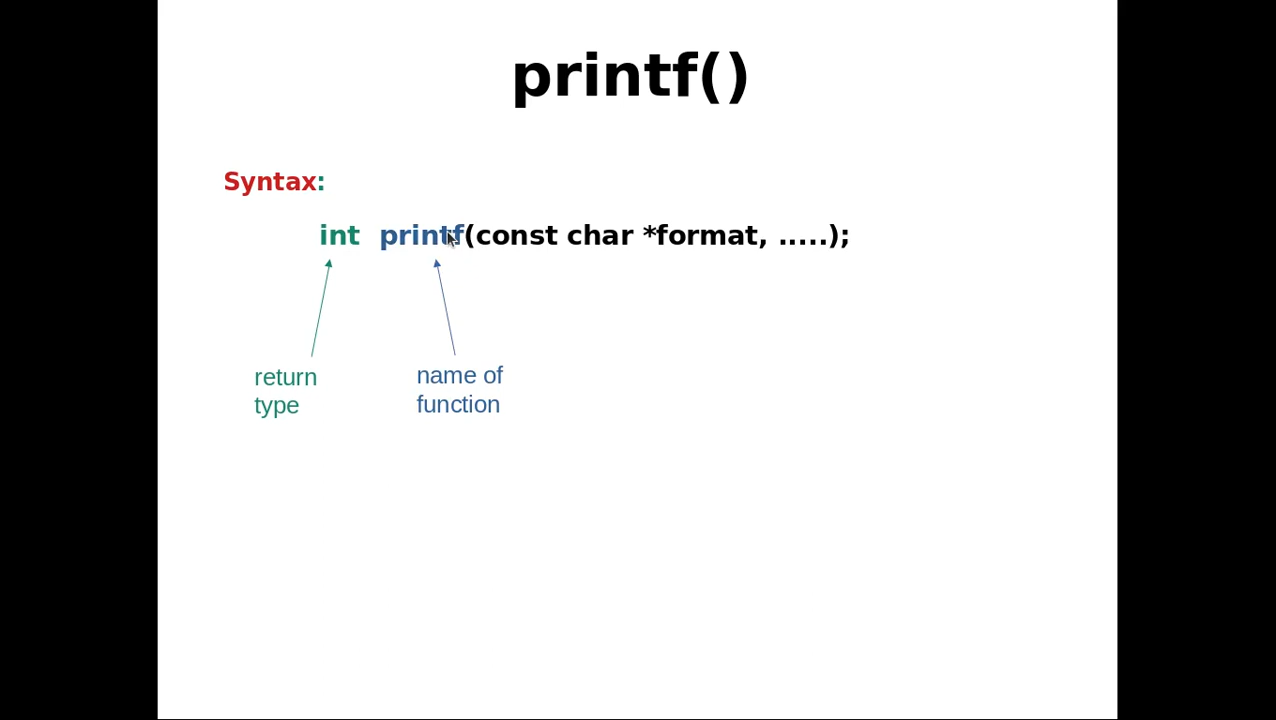 printf()
Syntax:
int printf(const char *format, .....);
return name of
type function